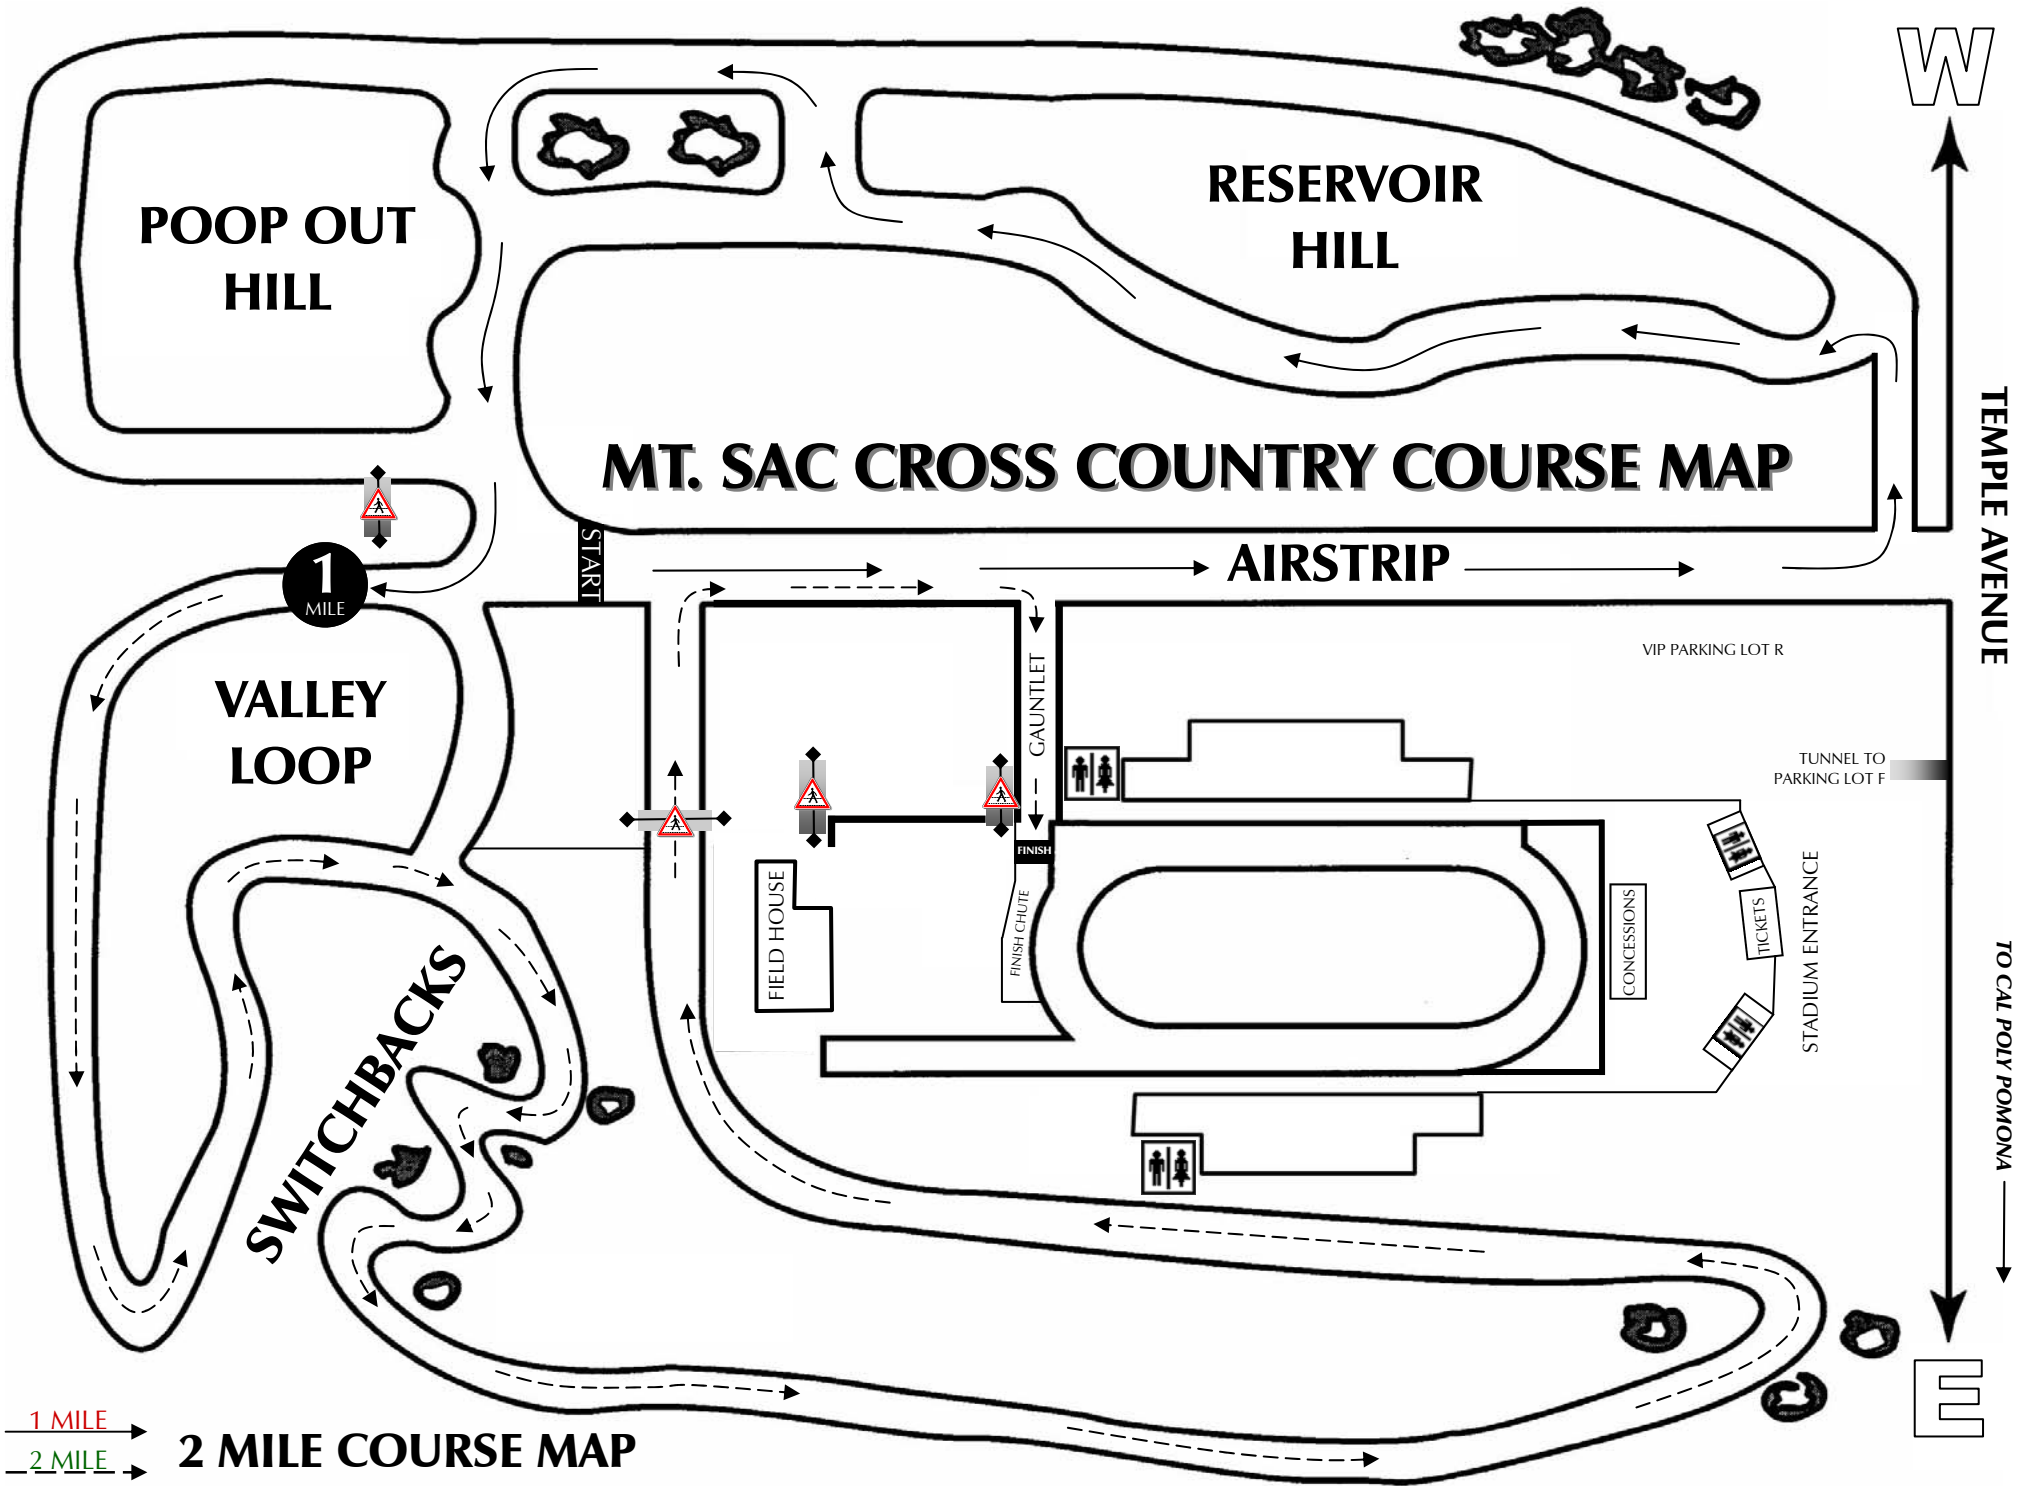 W
RESERVOIR
HILL
POOP OUT
HILL
MT. SAC CROSS COUNTRY COURSE MAP
TEMPLE AVENUE
START
AIRSTRIP
1
MILE
VALLEY
LOOP
GAUNTLET
VIP PARKING LOT R
TUNNEL TO
PARKING LOT F
FINISH
FIELD HOUSE
FINISH CHUTE
CONCESSIONS
TICKETS
STADIUM ENTRANCE
SWITCHBACKS
TO CAL POLY POMONA
E
1 MILE
2 MILE
2 MILE COURSE MAP